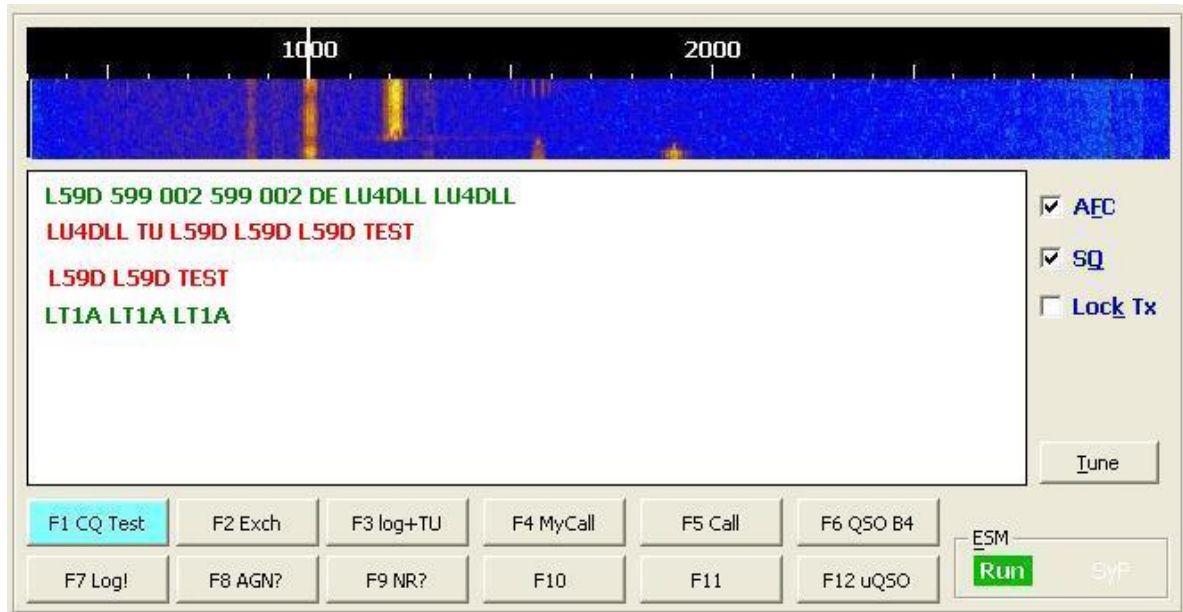 1000 2000
L59D 599 002 599 002 DE LU4DLL LU4DLL
LU4DLL TU L59D L59D L59D TEST
L59D L59D TEST
LT1A LT1A LT1A
AFC
SQ
Lock Tx
Tune
F1 CQ Test F2 Exch F3 log+TU F4 MyCall F5 Call F6 QSO B4
ESM
F7 Log! F8 AGN? F9 NR? F10 F11 F12 uQSO Run SyP